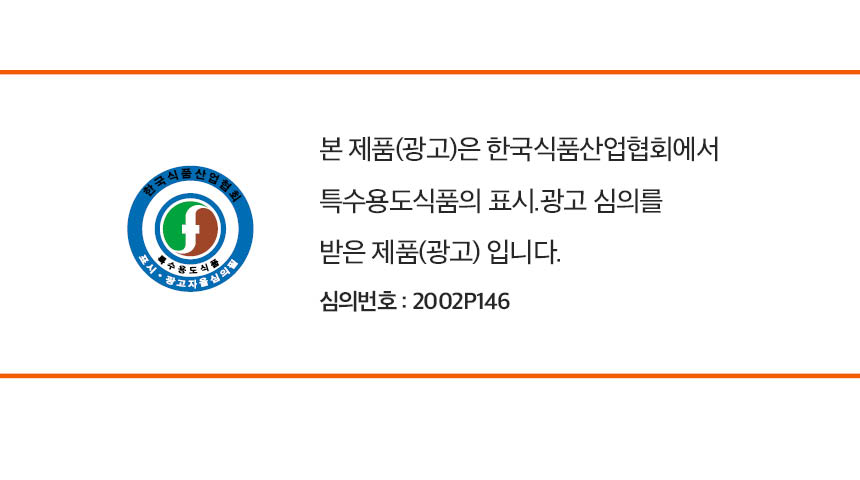 한국식품산업협회
특수용도식품
표시·광고자율심의필
본 제품(광고)은 한국식품산업협회에서
특수용도식품의 표시.광고 심의를
받은 제품(광고) 입니다.
심의번호 : 2002P146